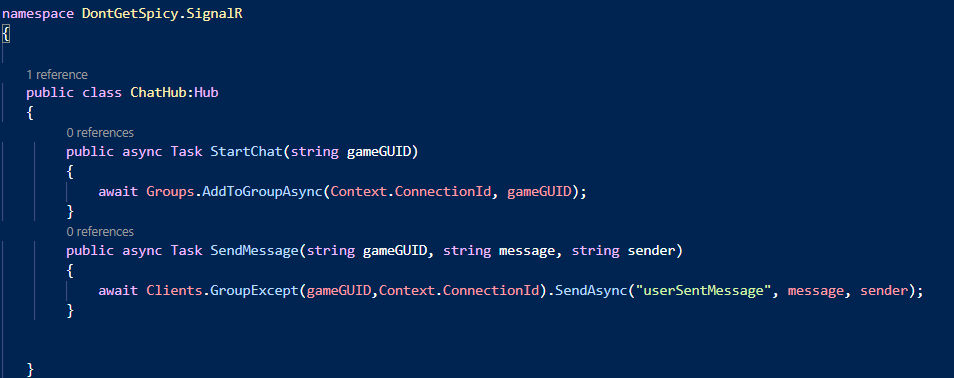 namespace DontGetSpicy.SignalR
{
1 reference
public class ChatHub:Hub
{
0 references
public async Task StartChat(string gameGUID)
{
await Groups.AddToGroupAsync(Context.ConnectionId, gameGUID);
}
0 references
public async Task SendMessage(string gameGUID, string message, string sender)
{
await Clients.GroupExcept(gameGUID,Context.ConnectionId).SendAsync("userSentMessage", message, sender);
}
}